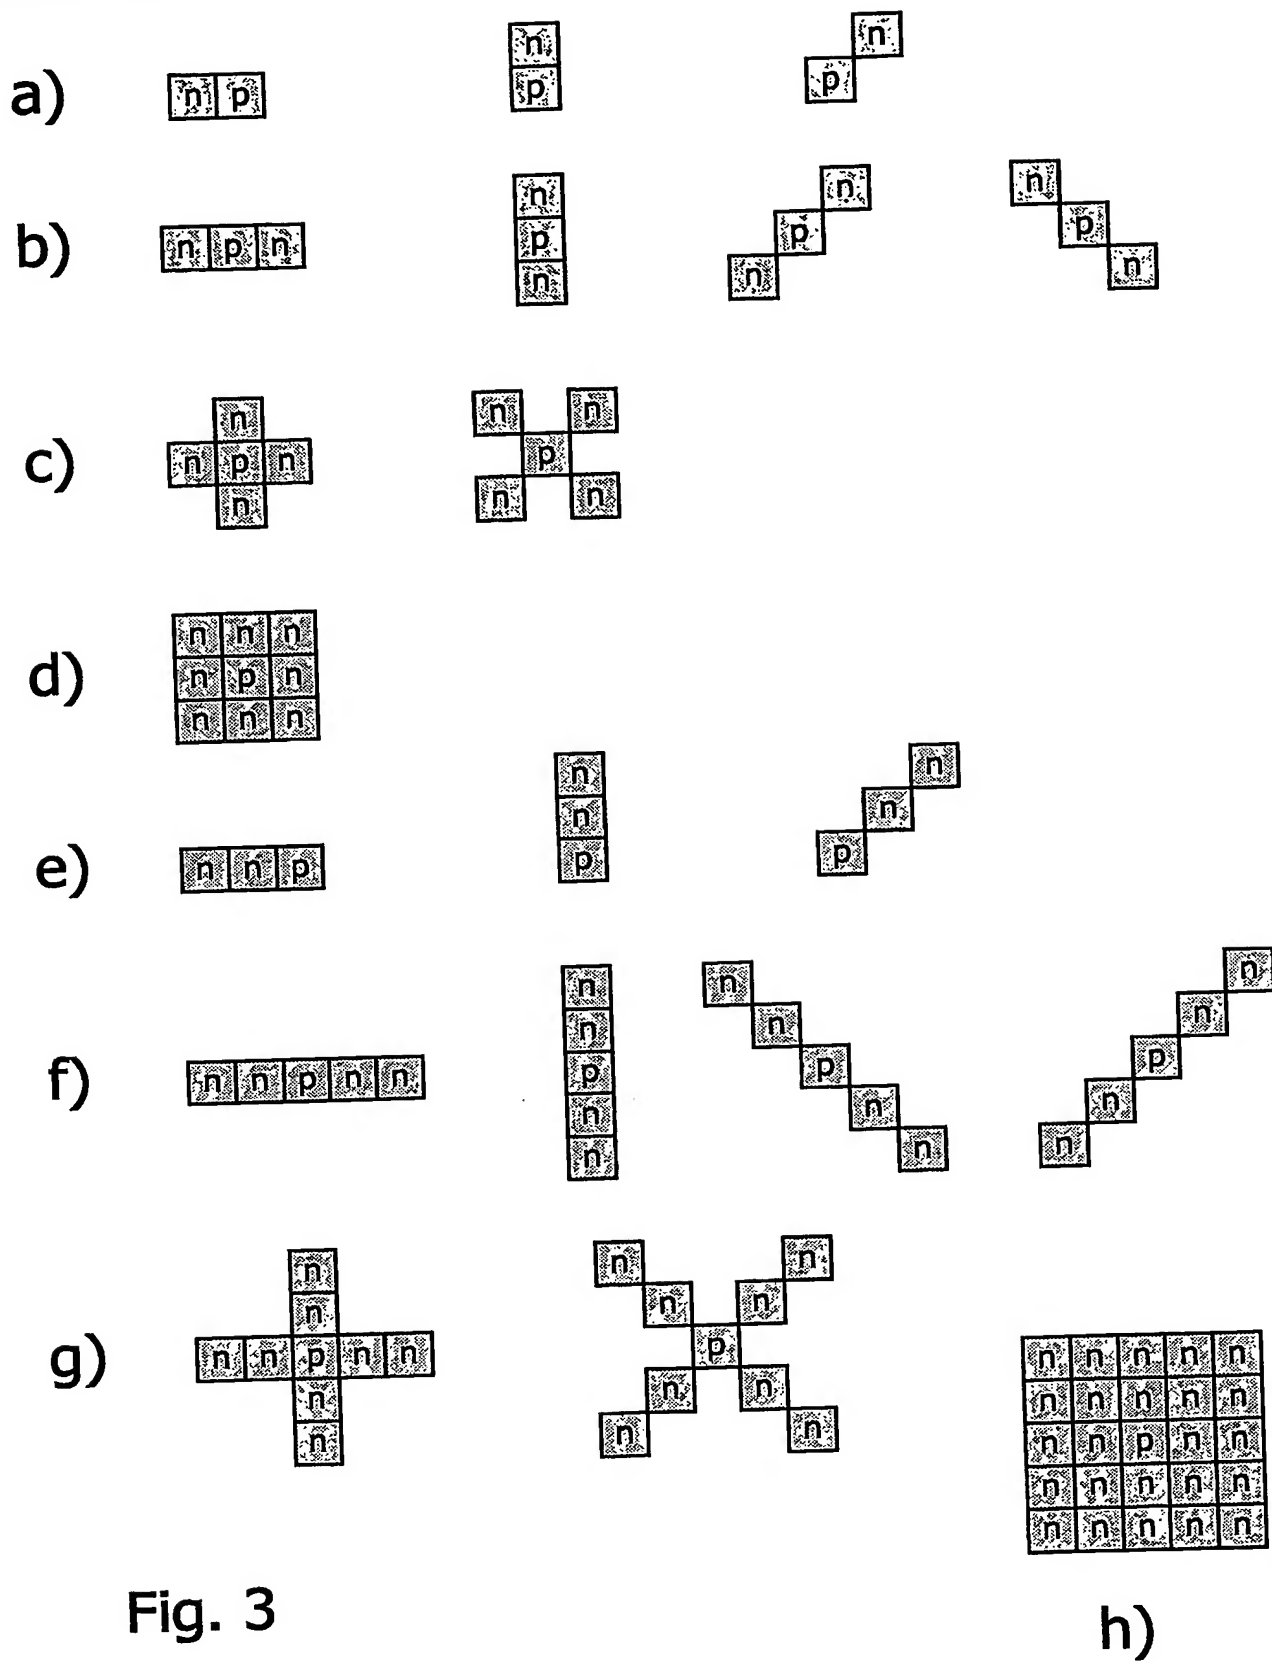 n
n
a) n p p p
n n n
b) n p n p p p
n n n
n n n
c) n p n p
n n n
n n n
d) n p n
n n n
n n
n n
e) n n p p p
n n n
n n n
f) n n p n n p p p
n n n
n n n
n n n
n n n
g) n n p n n p n n n n n
n n n n n n n n
n n n n n p n n
n n n n n
n n n n n
Fig. 3 h)